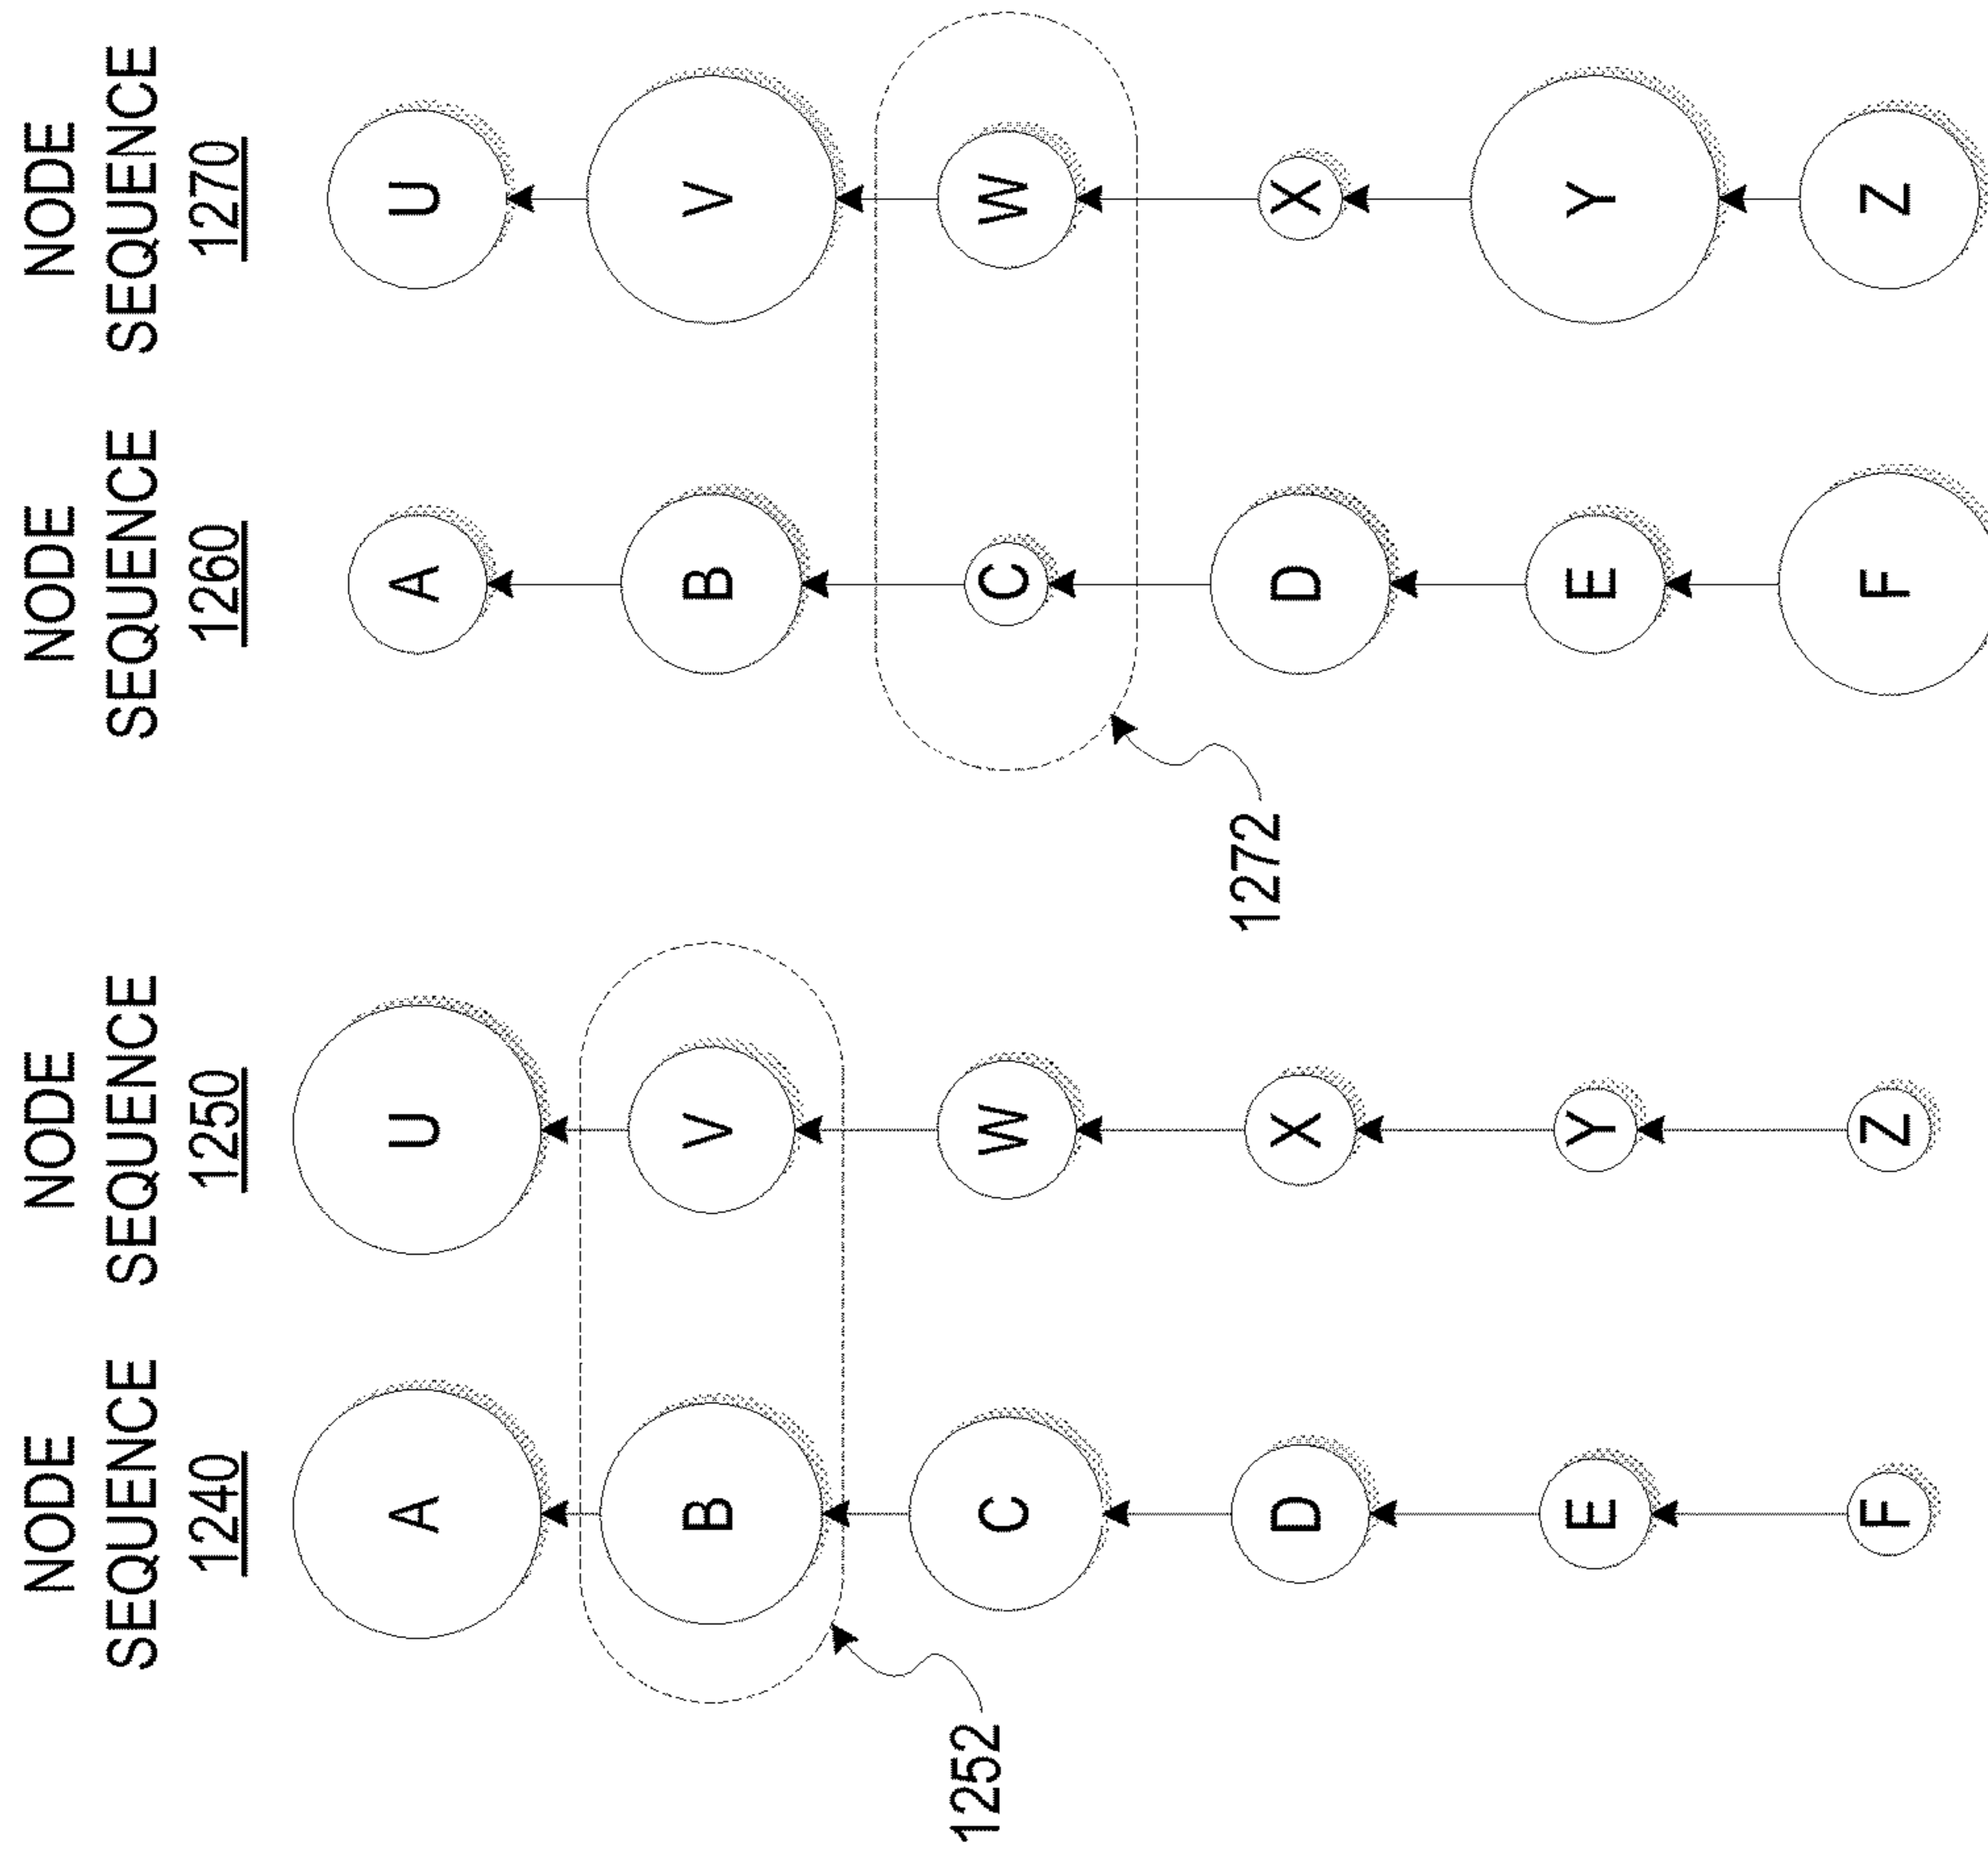 NODE
SEQUENCE
1240
A
B
C
D
E
F
1252
NODE
SEQUENCE
1250
U
V
W
X
Y
Z
NODE
SEQUENCE
1260
A
B
C
D
E
F
1272
NODE
SEQUENCE
1270
U
V
W
X
Y
Z